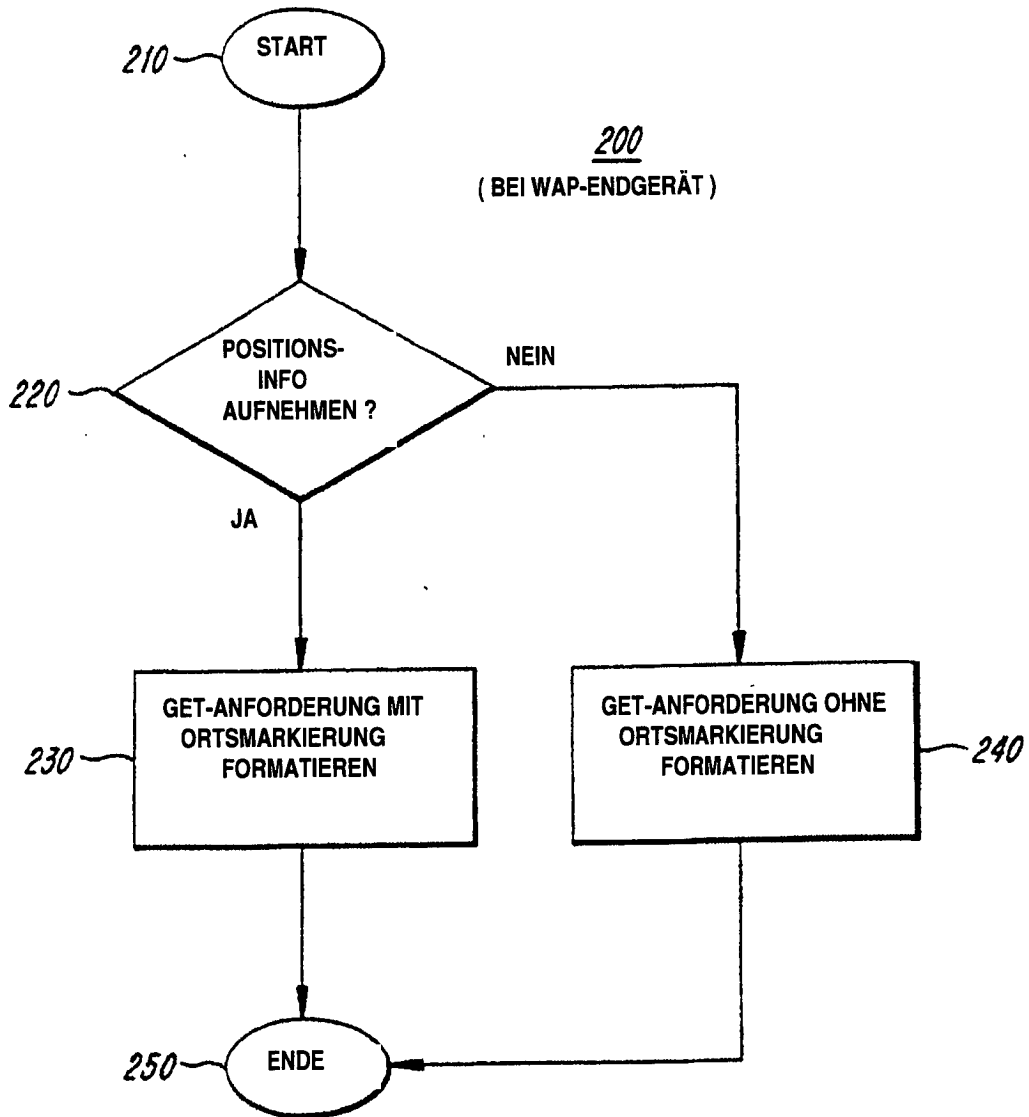 START
210
200
( BEI WAP-ENDGERÄT )
POSITIONS-
INFO
AUFNEHMEN ?
NEIN
220
JA
GET-ANFORDERUNG MIT
ORTSMARKIERUNG
FORMATIEREN
230
GET-ANFORDERUNG OHNE
ORTSMARKIERUNG
FORMATIEREN
240
ENDE
250